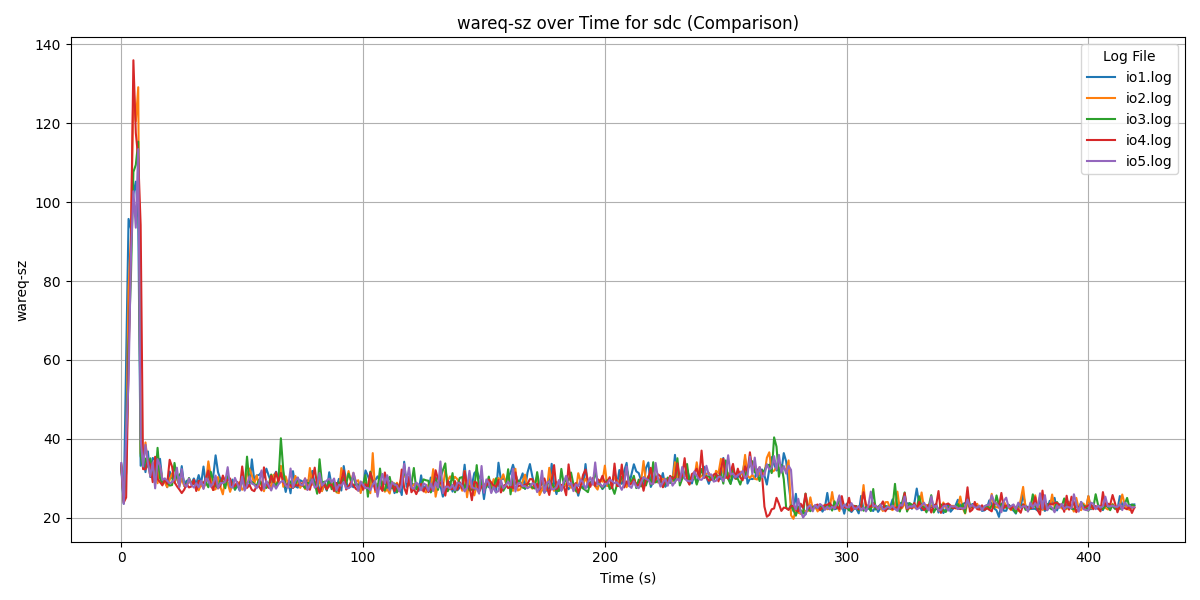 wareq-sz over Time for sdc (Comparison)
140
120
100
80
60
40
20
wareq-sz
0
100
200
300
400
Time (s)
Log File
io1.log
io2.log
io3.log
io4.log
io5.log